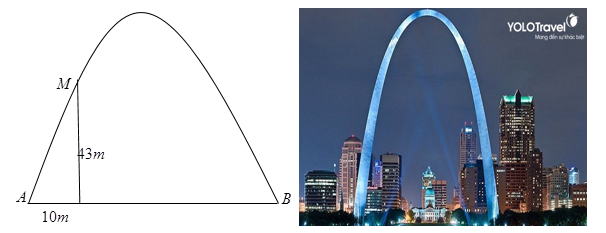 M
43m
A
B
10m
YOLOTravel
Mang đến sự khác biệt